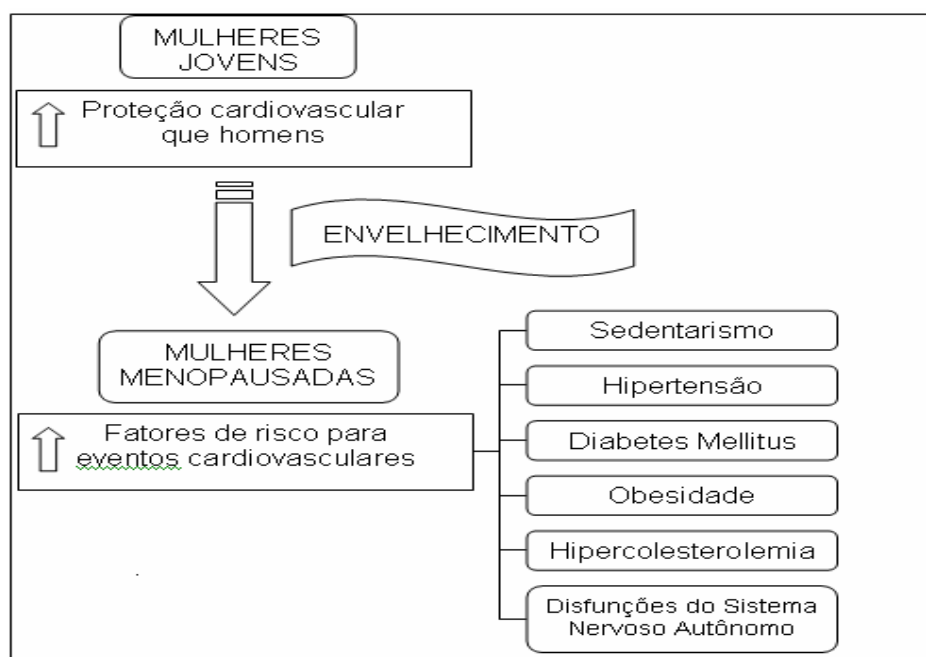 MULHERES
JOVENS
Proteção cardiovascular
que homens
ENVELHECIMENTO
MULHERES
MENOPAUSADAS
Fatores de risco para
eventos cardiovasculares
Sedentarismo
Hipertensão
Diabetes Mellitus
Obesidade
Hipercolesterolemia
Disfunções do Sistema
Nervoso Autônomo